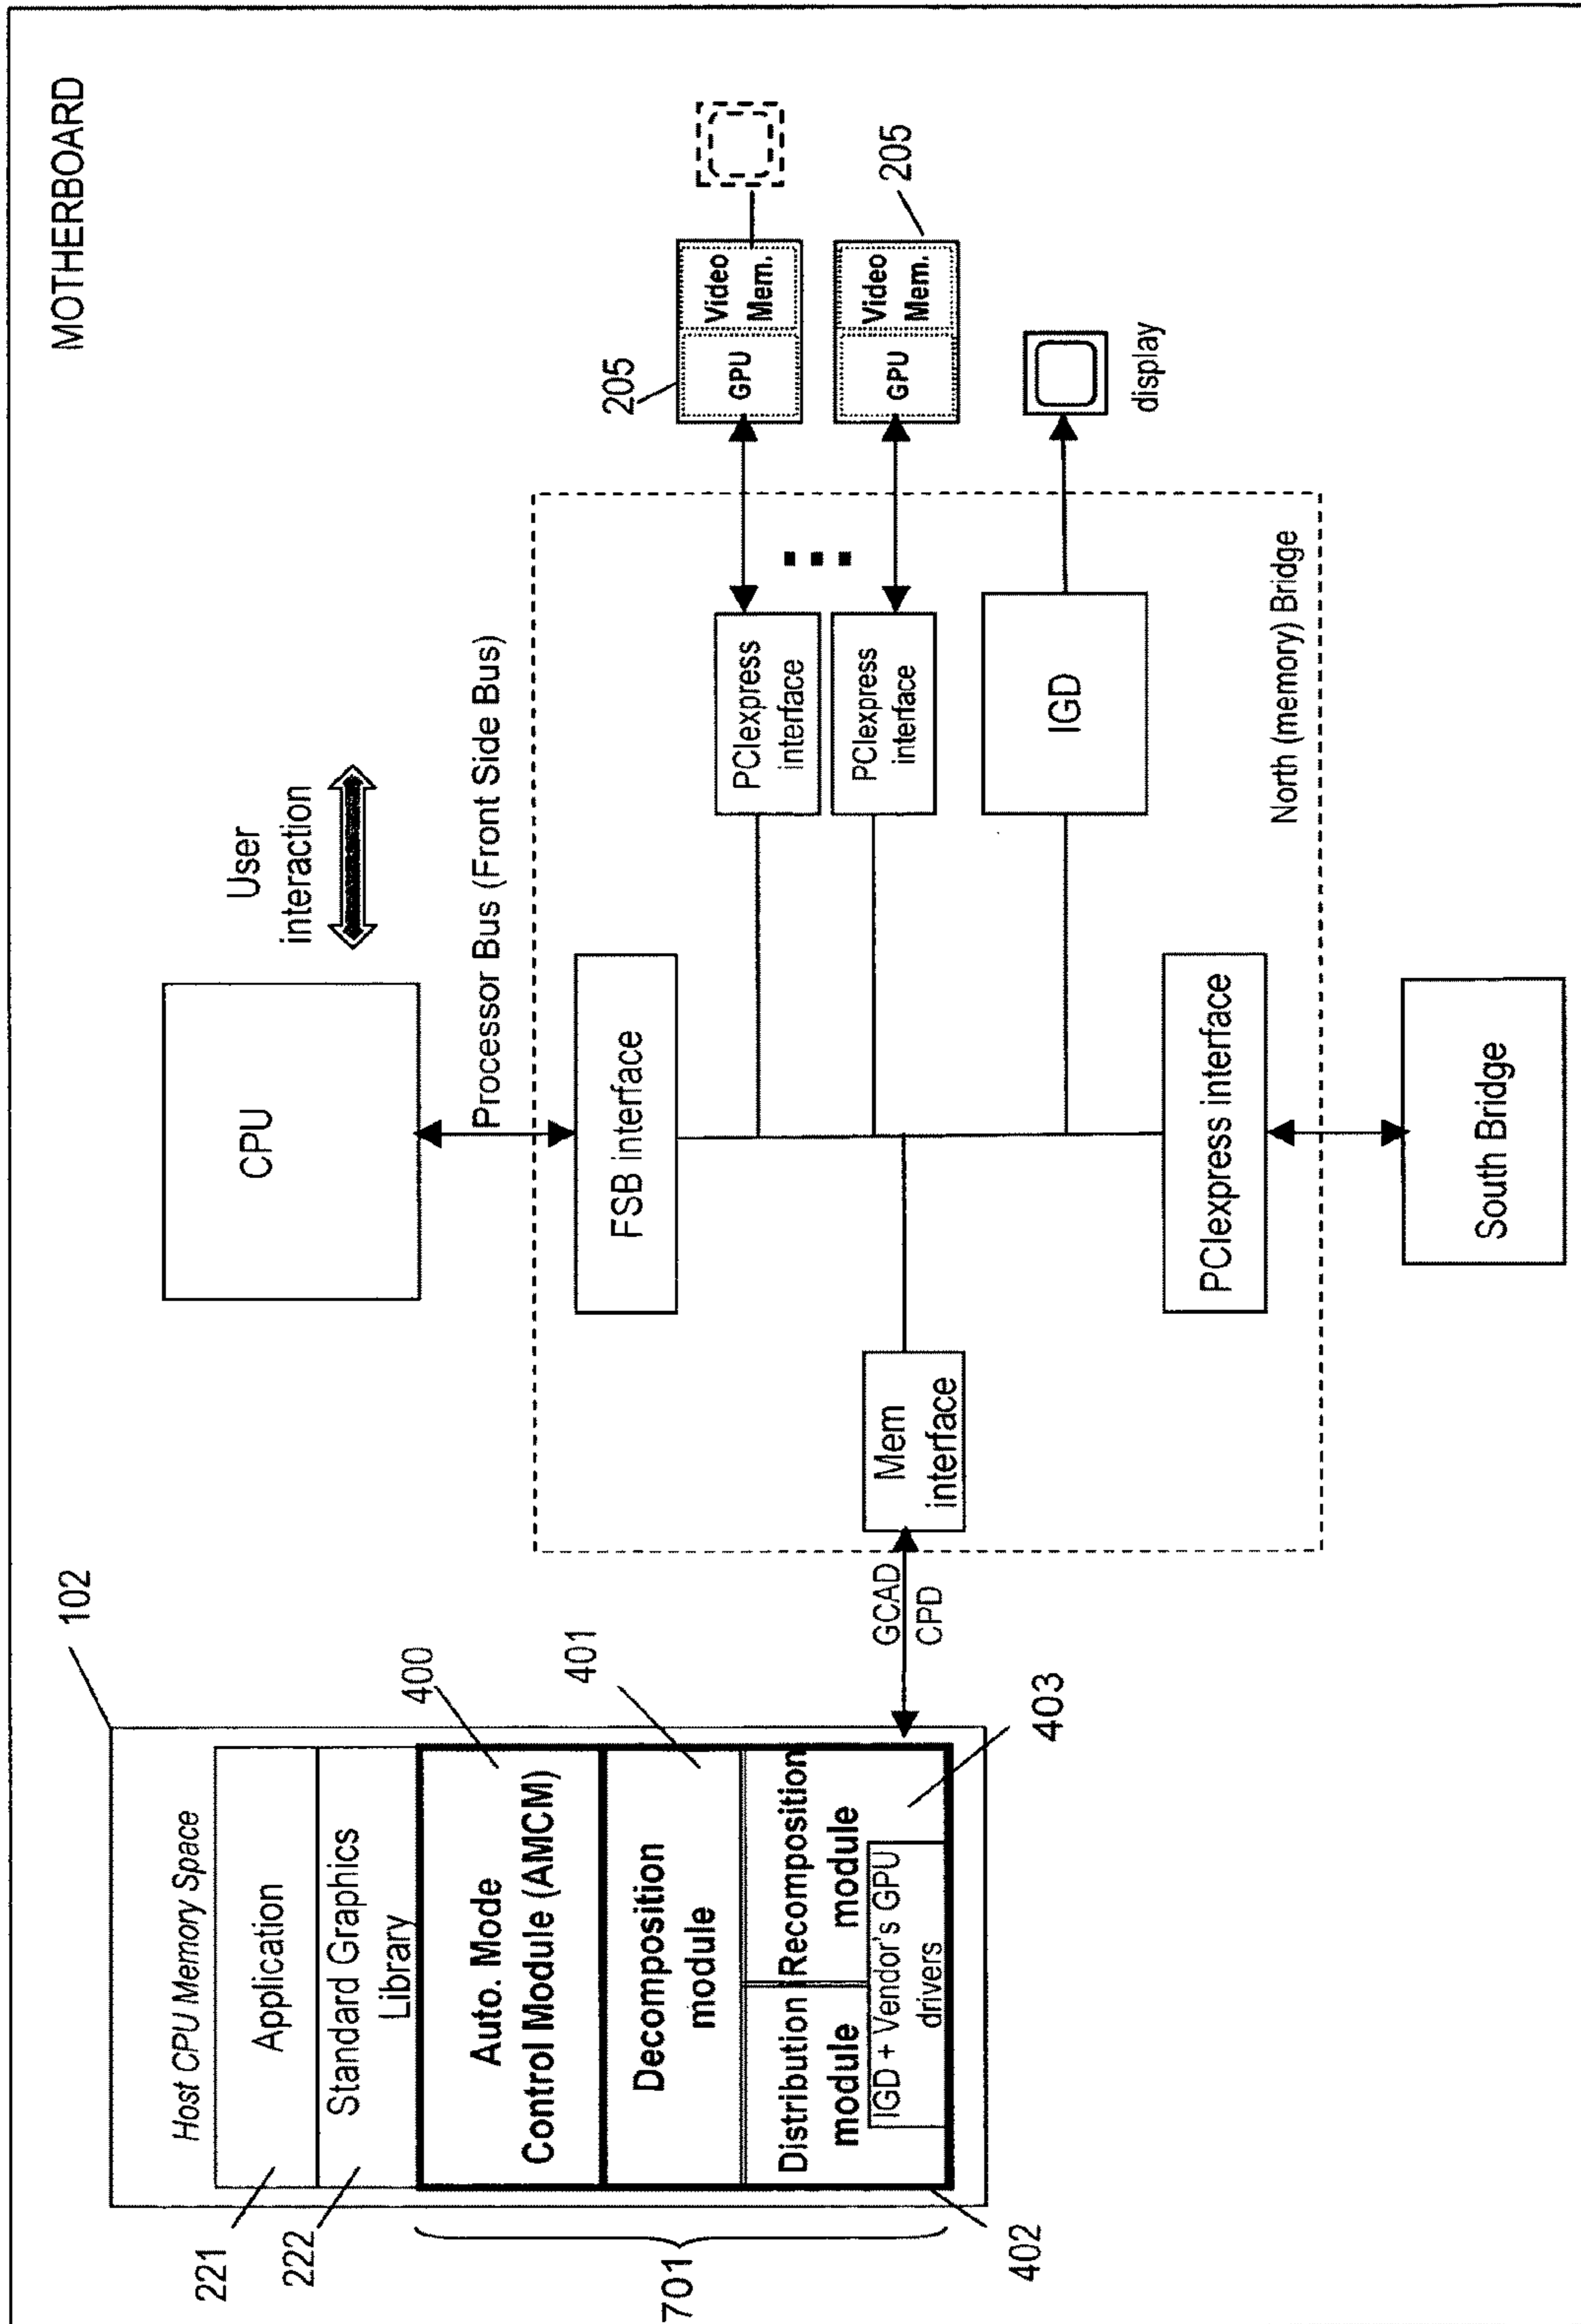 MOTHERBOARD
102
Host CPU Memory Space
221
Application
222
Standard Graphics
Library
400
Auto. Mode
Control Module (AMCM)
401
Decomposition
module
Distribution
module
Recomposition
module
IGD + Vendor's GPU
drivers
403
402
701
GCAD
CPD
CPU
User
interaction
Processor Bus (Front Side Bus)
FSB interface
Mem
interface
PCIexpress
interface
PCIexpress
interface
205
GPU
Video
Mem.
205
GPU
Video
Mem.
IGD
display
North (memory) Bridge
PCIexpress interface
South Bridge